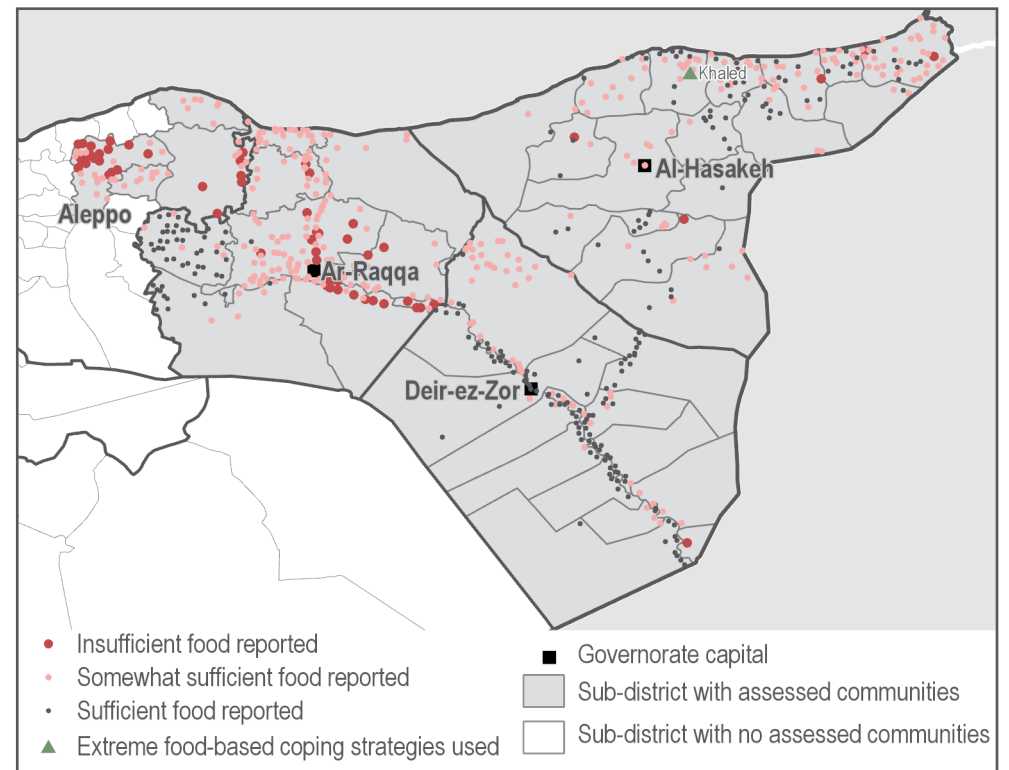 Khaled
Al-Hasakeh
Aleppo
Ar-Raqqa
Deir-ez-Zor
Insufficient food reported
Somewhat sufficient food reported
Sufficient food reported
Extreme food-based coping strategies used
Governorate capital
Sub-district with assessed communities
Sub-district with no assessed communities